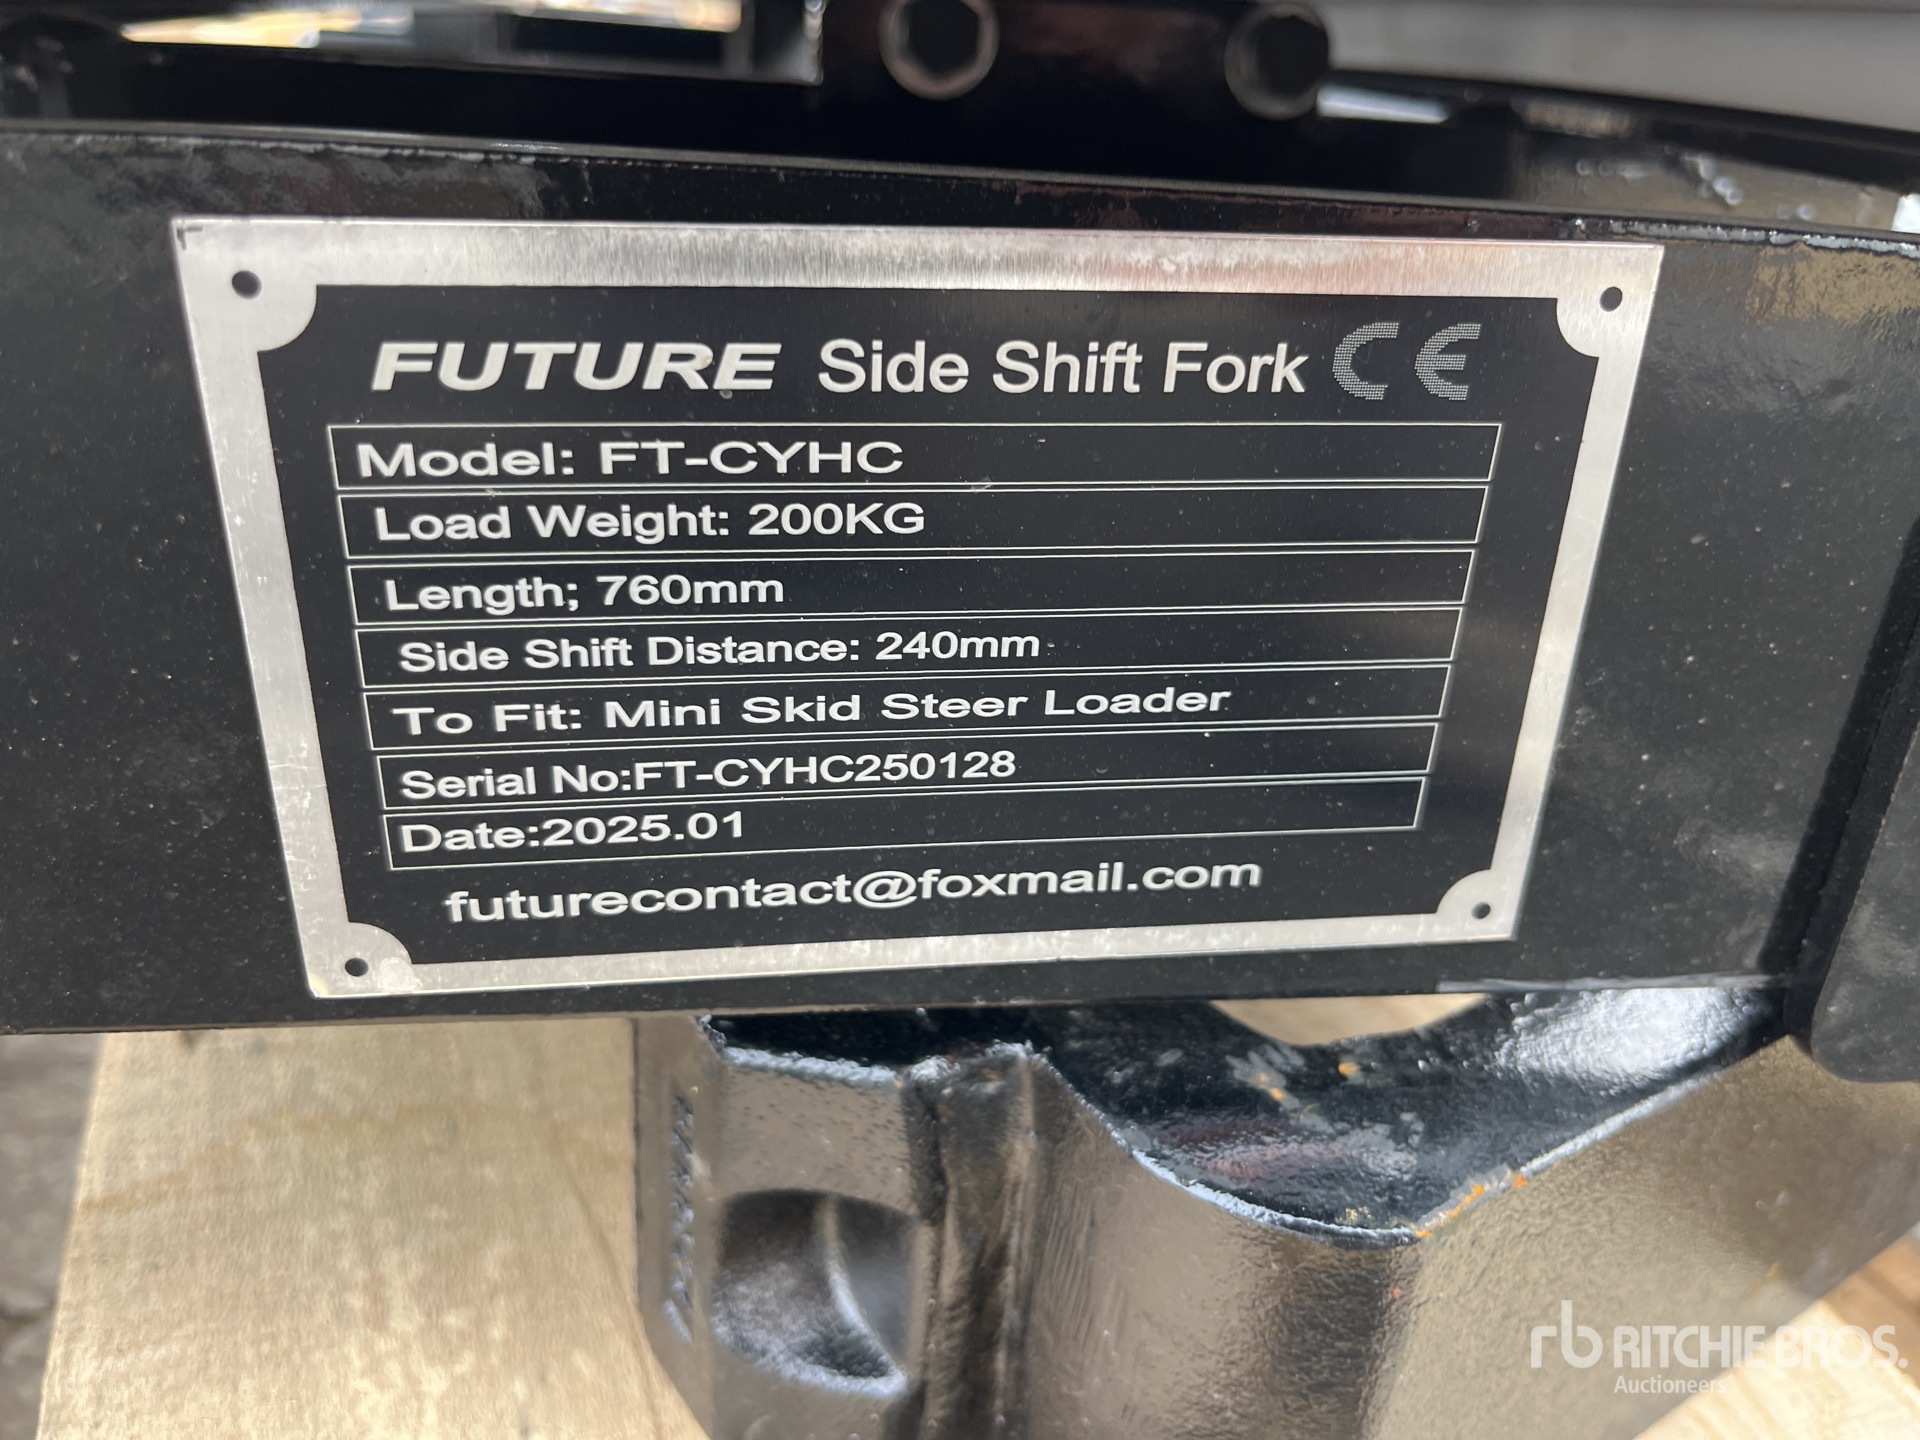 FUTURE Side Shift Fork CE
Model: FT-CYHC
Load Weight: 200KG
Length; 760mm
Side Shift Distance: 240mm
To Fit: Mini Skid Steer Loader
Serial No:FT-CYHC250128
Date:2025.01
futurecontact@foxmail.com
rb RITCHIE BROS.
Auctioneers